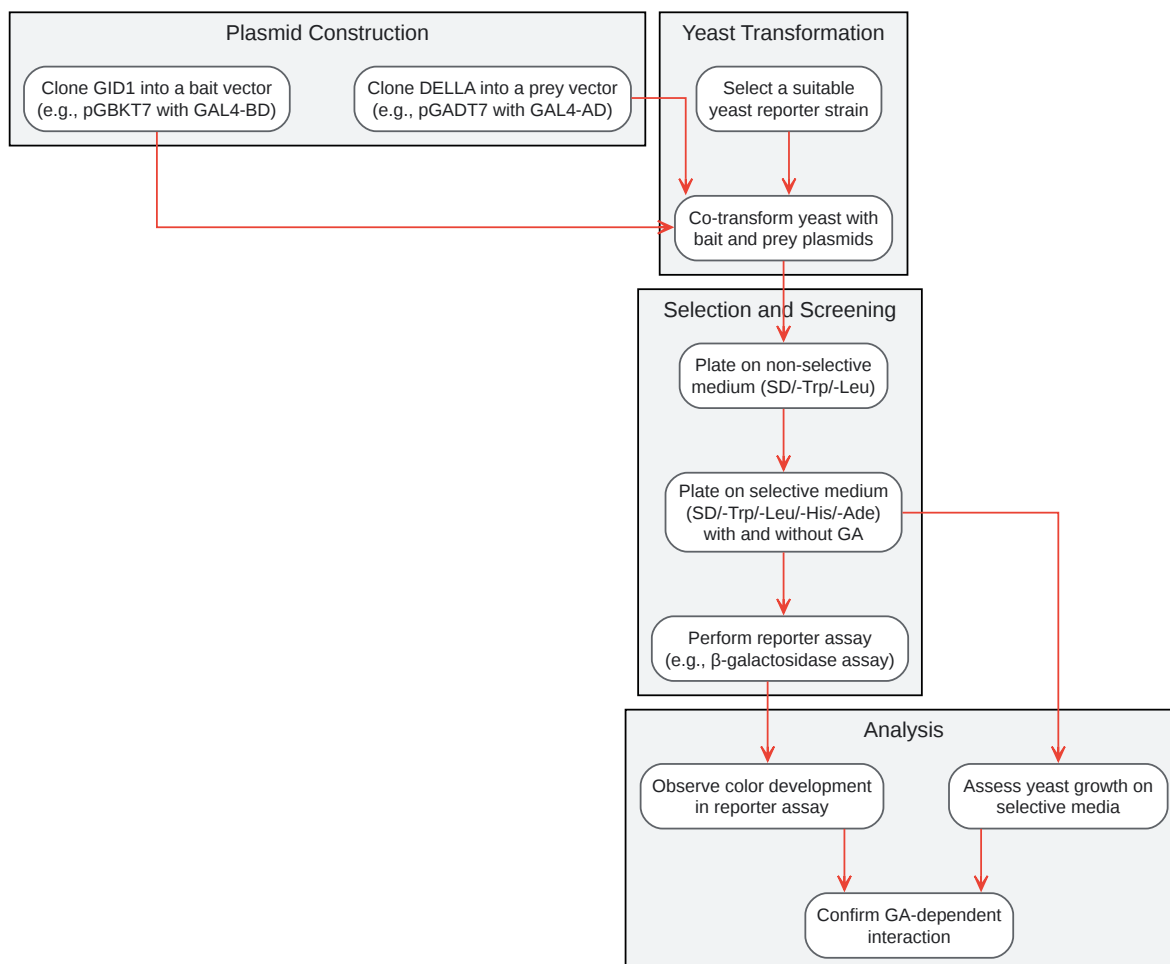 Plasmid Construction
Clone GID1 into a bait vector
(e.g., pGBKT7 with GAL4-BD)
Clone DELLA into a prey vector
(e.g., pGADT7 with GAL4-AD)
Yeast Transformation
Select a suitable
yeast reporter strain
Co-transform yeast with
bait and prey plasmids
Selection and Screening
Plate on non-selective
medium (SD/-Trp/-Leu)
Plate on selective medium
(SD/-Trp/-Leu/-His/-Ade)
with and without GA
Perform reporter assay
(e.g., β-galactosidase assay)
Analysis
Observe color development
in reporter assay
Assess yeast growth on
selective media
Confirm GA-dependent
interaction